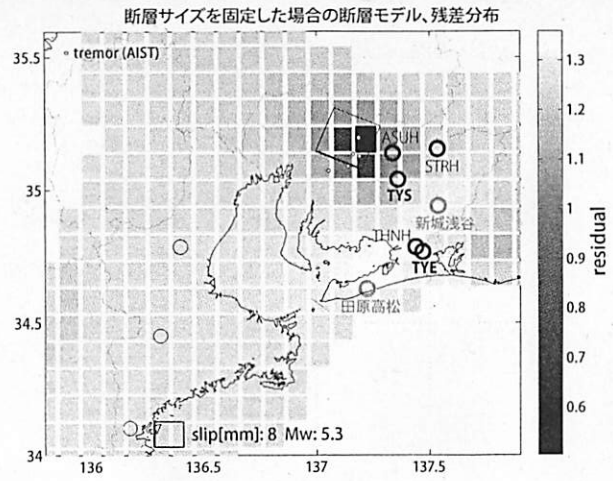 断層サイズを固定した場合の断層モデル、残差分布
35.5
tremor (AIST)
ASUH
STRH
35
TYS
新城浅谷
THNH
TYE
田原高松
34.5
slip[mm]: 8 Mw: 5.3
34
136
136.5
137
137.5
1.3
1.2
1.1
1
0.9
0.8
0.7
0.6
residual